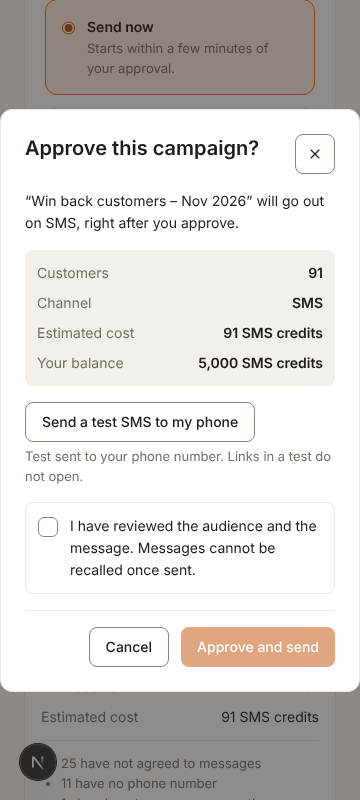 Send now
Starts within a few minutes of
your approval.
Approve this campaign?
“Win back customers – Nov 2026” will go out
on SMS, right after you approve.
Customers 91
Channel SMS
Estimated cost 91 SMS credits
Your balance 5,000 SMS credits
Send a test SMS to my phone
Test sent to your phone number. Links in a test do
not open.
I have reviewed the audience and the
message. Messages cannot be
recalled once sent.
Cancel Approve and send
Estimated cost 91 SMS credits
N
25 have not agreed to messages
• 11 have no phone number